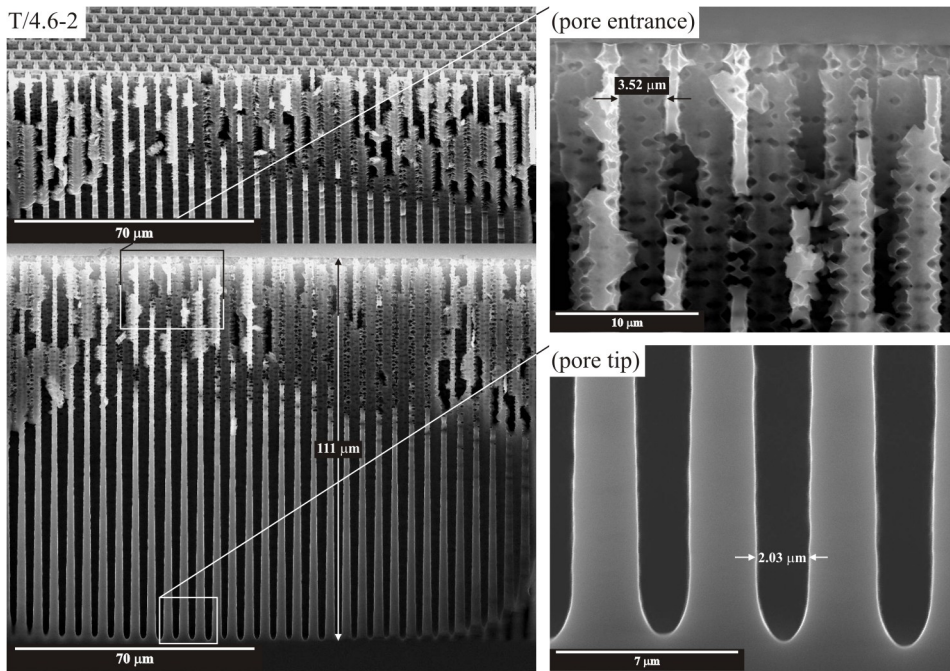 T/4.6-2
70 μm
111 μm
70 μm
(pore entrance)
3.52 μm
10 μm
(pore tip)
2.03 μm
7 μm